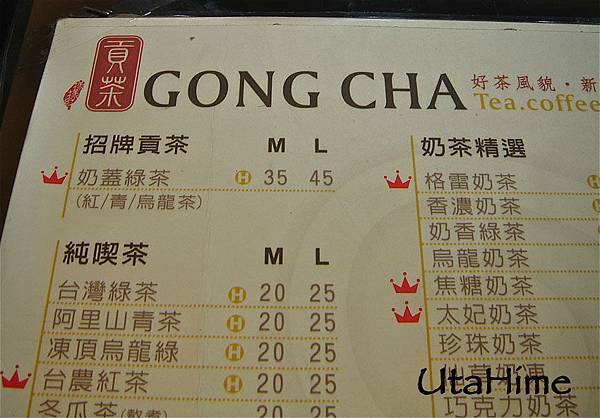 貢茶 GONG CHA 好茶風貌·新
Tea.coffee
招牌貢茶 M L
奶蓋綠茶 H 35 45
(紅/青/烏龍茶)
純喫茶 M L
台灣綠茶 H 20 25
阿里山青茶 H 20 25
凍頂烏龍綠 20 25
台農紅茶 H 20 25
冬瓜茶(熬煮) 20 25
奶茶精選
格雷奶茶
香濃奶茶
奶香綠茶
烏龍奶茶
焦糖奶茶
太妃奶茶
珍珠奶茶
巧克力奶茶
UtaHime